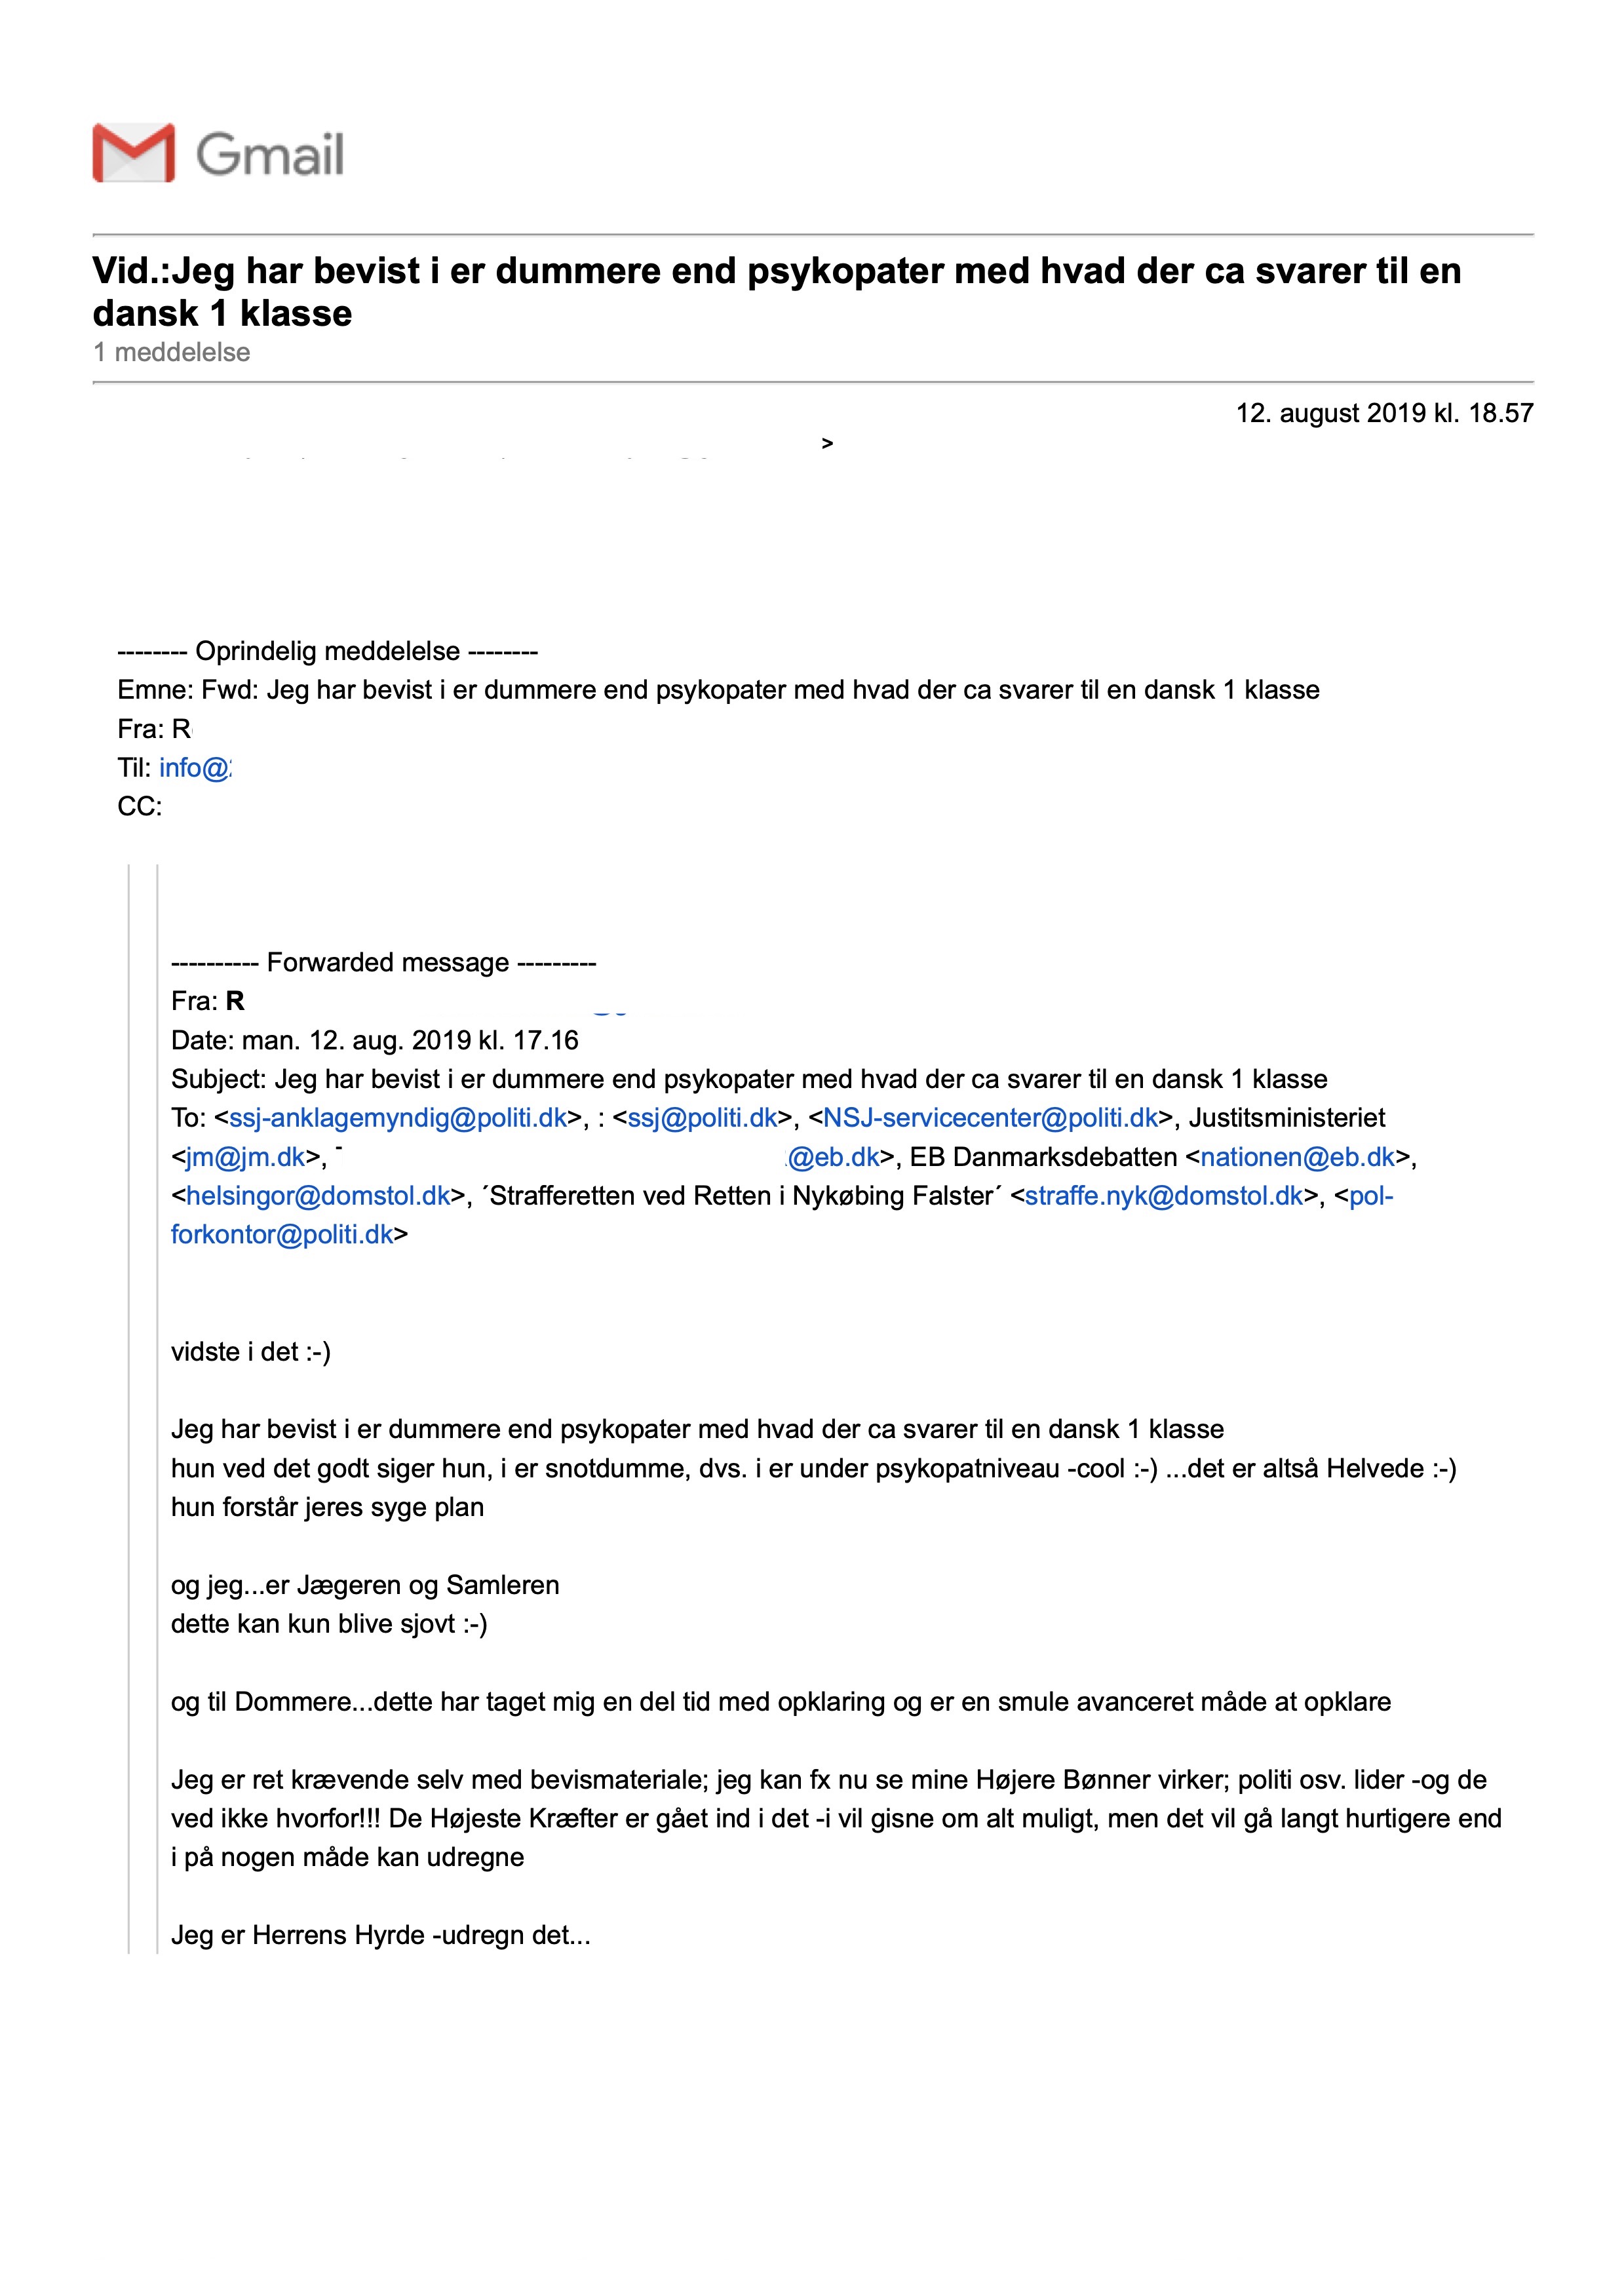 Gmail
Vid.:Jeg har bevist i er dummere end psykopater med hvad der ca svarer til en
dansk 1 klasse
1 meddelelse
12. august 2019 kl. 18.57
>
-------- Oprindelig meddelelse --------
Emne: Fwd: Jeg har bevist i er dummere end psykopater med hvad der ca svarer til en dansk 1 klasse
Fra: R
Til: info@
CC:
---------- Forwarded message ---------
Fra: R
Date: man. 12. aug. 2019 kl. 17.16
Subject: Jeg har bevist i er dummere end psykopater med hvad der ca svarer til en dansk 1 klasse
To: <ssj-anklagemyndig@politi.dk>, : <ssj@politi.dk>, <NSJ-servicecenter@politi.dk>, Justitsministeriet
<jm@jm.dk>, @eb.dk>, EB Danmarksdebatten <nationen@eb.dk>,
<helsingor@domstol.dk>, ´Strafferetten ved Retten i Nykøbing Falster´ <straffe.nyk@domstol.dk>, <pol-
forkontor@politi.dk>
vidste i det :-)
Jeg har bevist i er dummere end psykopater med hvad der ca svarer til en dansk 1 klasse
hun ved det godt siger hun, i er snotdumme, dvs. i er under psykopatniveau -cool :-) ...det er altså Helvede :-)
hun forstår jeres syge plan
og jeg...er Jægeren og Samleren
dette kan kun blive sjovt :-)
og til Dommere...dette har taget mig en del tid med opklaring og er en smule avanceret måde at opklare
Jeg er ret krævende selv med bevismateriale; jeg kan fx nu se mine Højere Bønner virker; politi osv. lider -og de
ved ikke hvorfor!!! De Højeste Kræfter er gået ind i det -i vil gisne om alt muligt, men det vil gå langt hurtigere end
i på nogen måde kan udregne
Jeg er Herrens Hyrde -udregn det...